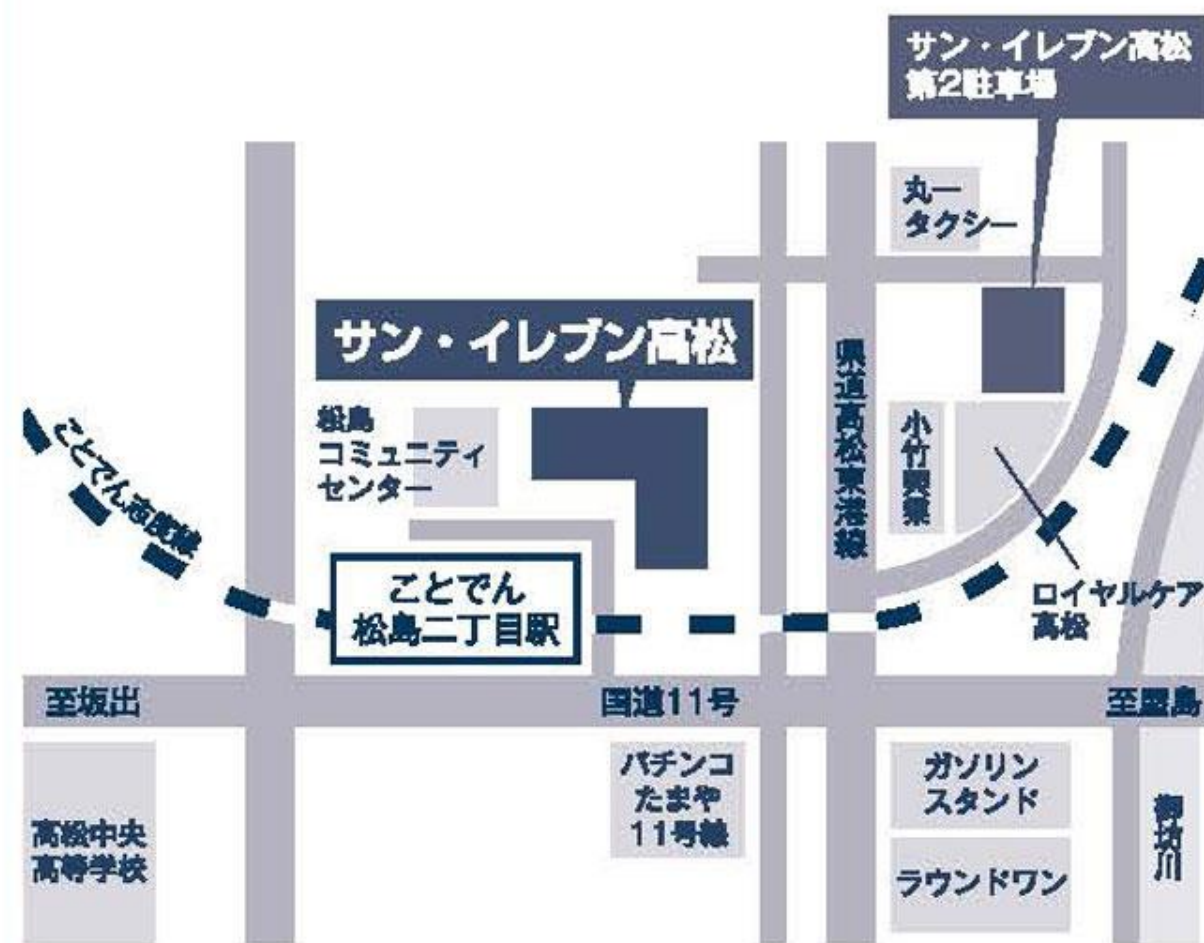 サン・イレブン高松
第2駐車場
丸一
タクシー
サン・イレブン高松
県道高松東港線
松島
コミュニティ
センター
小竹興業
ことでん志度線
ことでん
松島二丁目駅
ロイヤルケア
高松
至坂出
国道11号
至屋島
パチンコ
たまや
11号線
ガソリン
スタンド
高松中央
高等学校
ラウンドワン
御坊川